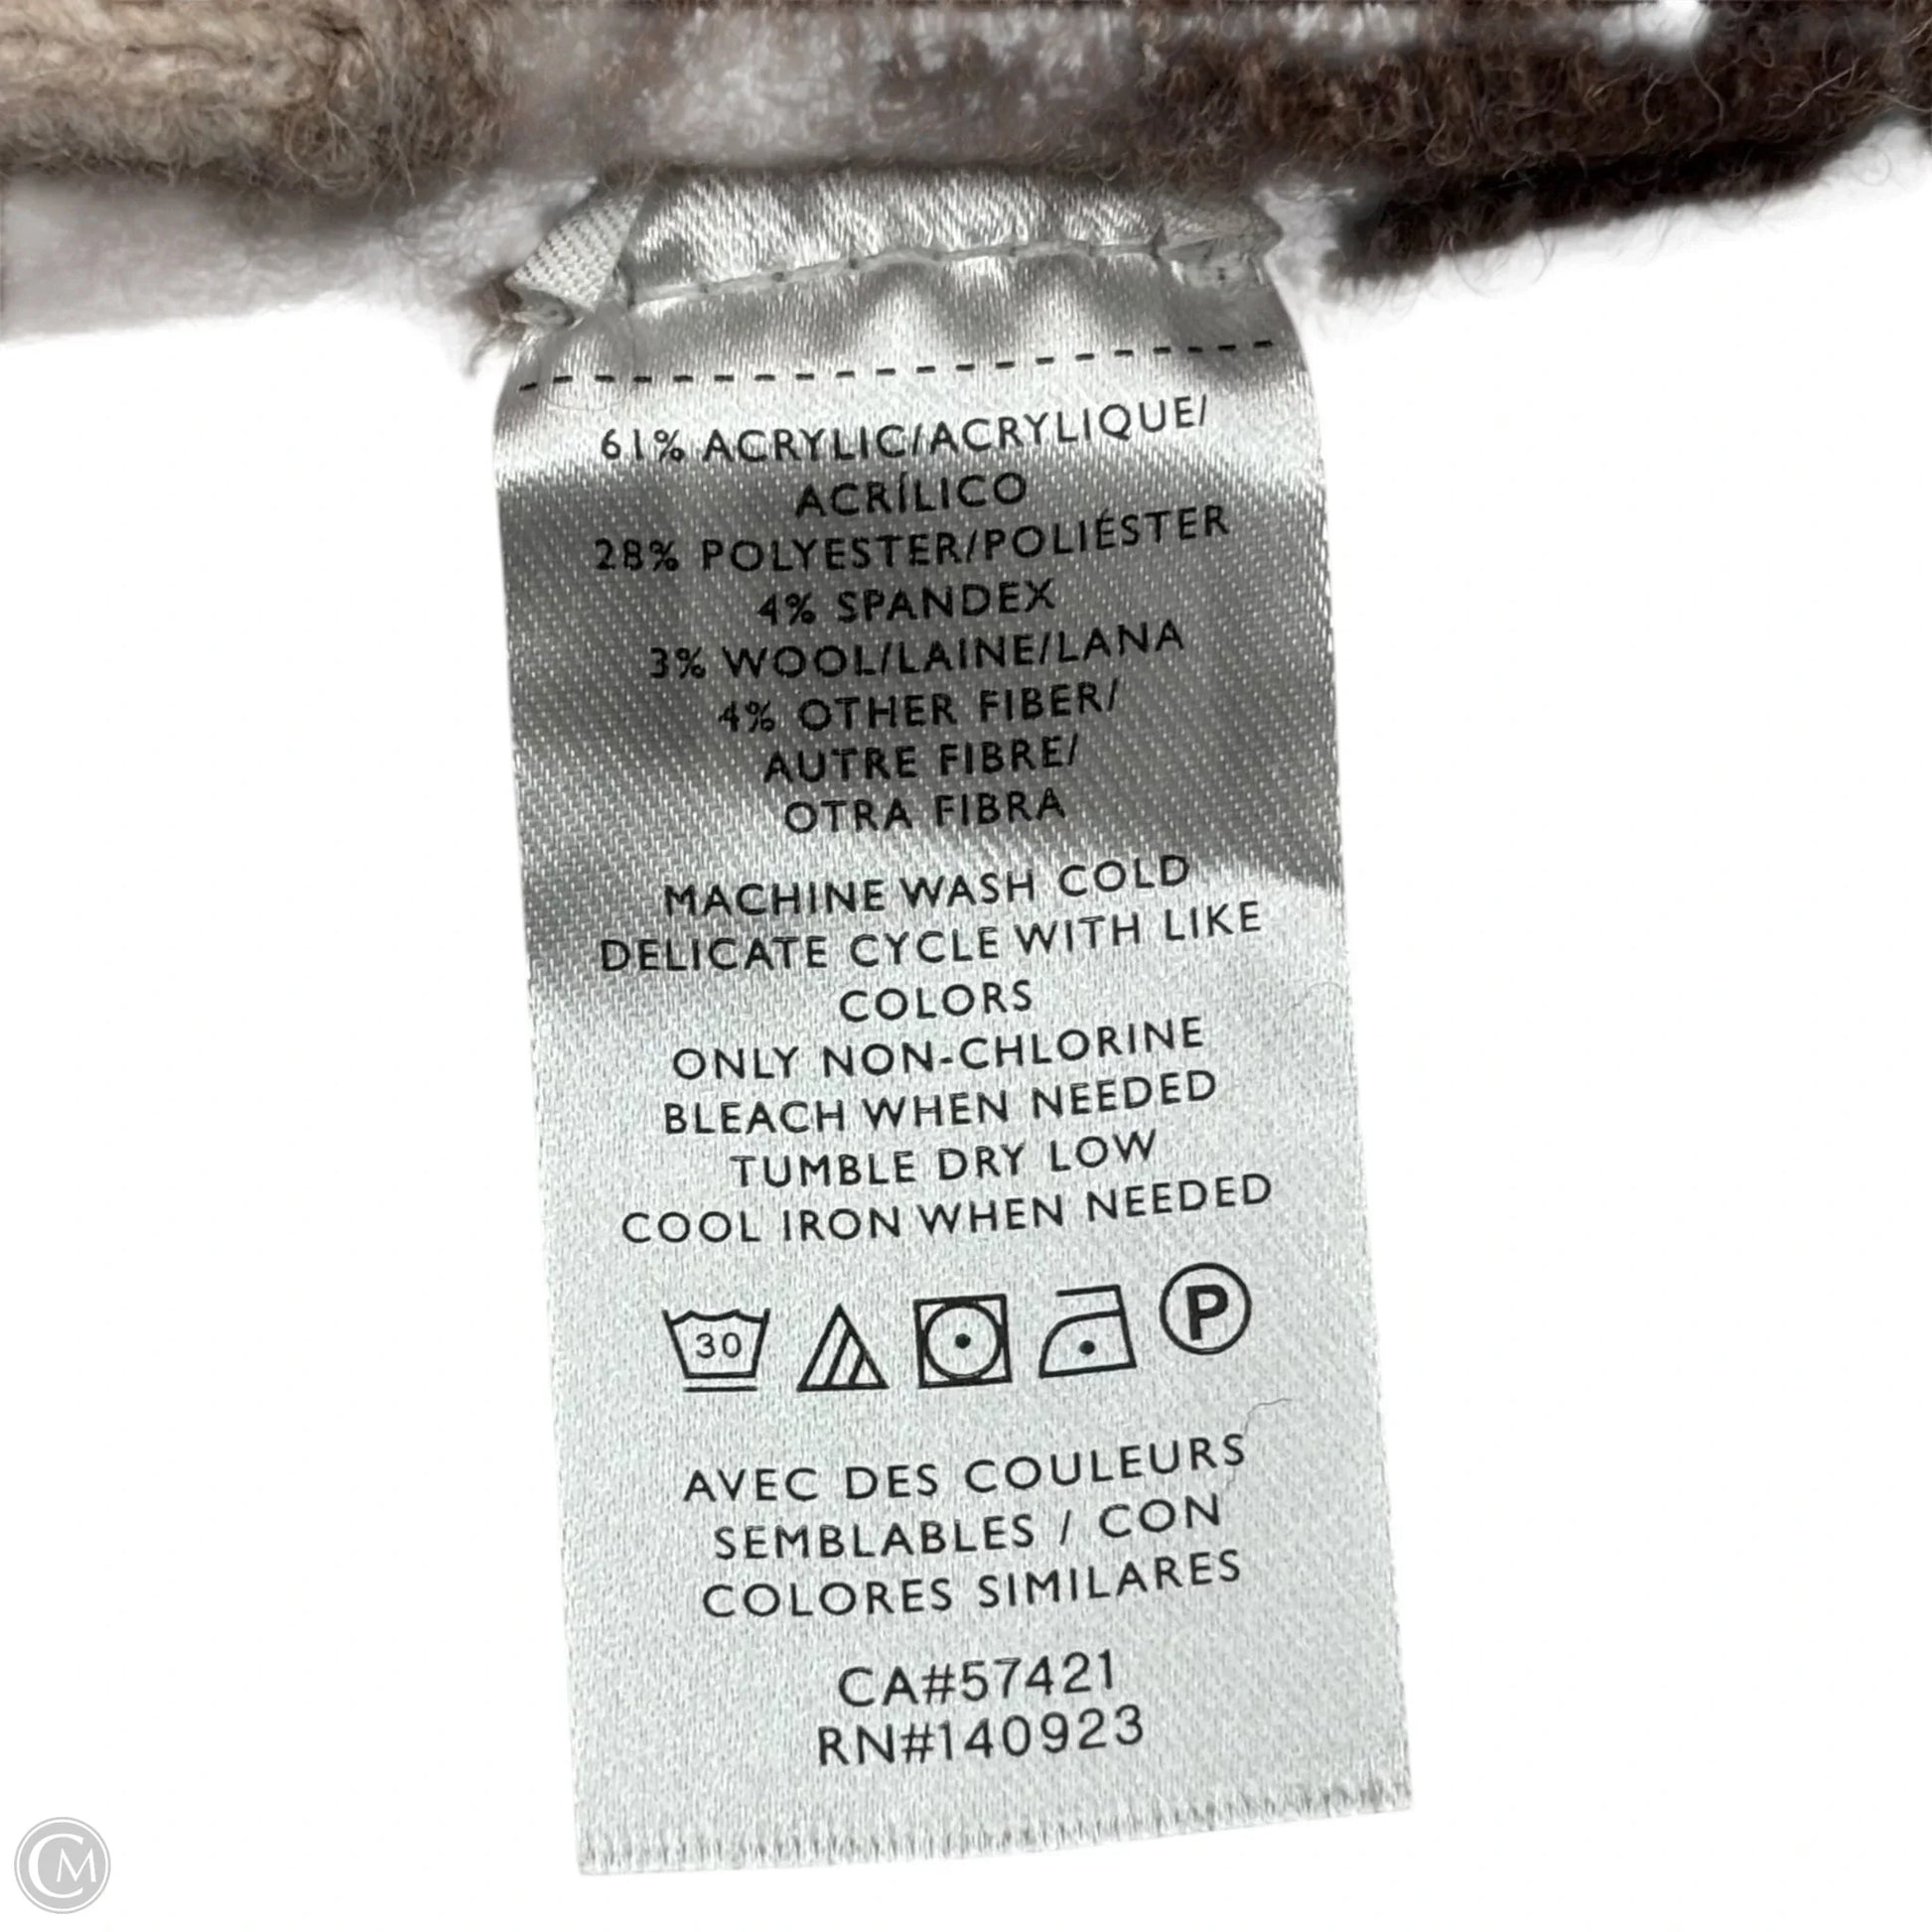 61% ACRYLIC/ACRYLIQUE/
ACRÍLICO
28% POLYESTER/POLIÉSTER
4% SPANDEX
3% WOOL/LAINE/LANA
4% OTHER FIBER/
AUTRE FIBRE/
OTRA FIBRA
MACHINE WASH COLD
DELICATE CYCLE WITH LIKE
COLORS
ONLY NON-CHLORINE
BLEACH WHEN NEEDED
TUMBLE DRY LOW
COOL IRON WHEN NEEDED
30 P
AVEC DES COULEURS
SEMBLABLES / CON
COLORES SIMILARES
CA#57421
RN#140923
CM